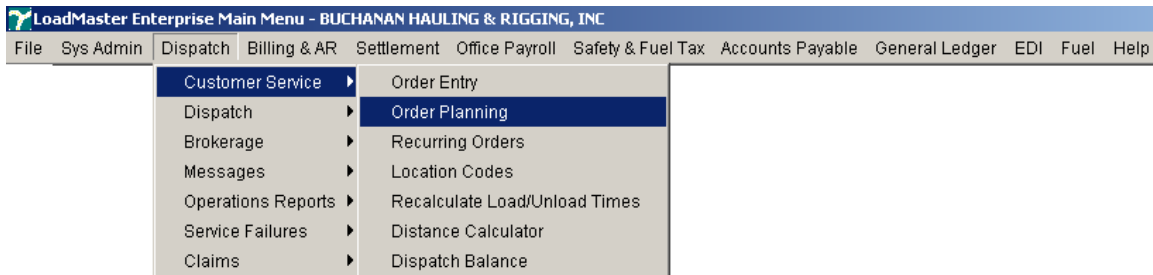 LoadMaster Enterprise Main Menu - BUCHANAN HAULING & RIGGING, INC
File Sys Admin Dispatch Billing & AR Settlement Office Payroll Safety & Fuel Tax Accounts Payable General Ledger EDI Fuel Help
Customer Service Order Entry
Dispatch Order Planning
Brokerage Recurring Orders
Messages Location Codes
Operations Reports Recalculate Load/Unload Times
Service Failures Distance Calculator
Claims Dispatch Balance